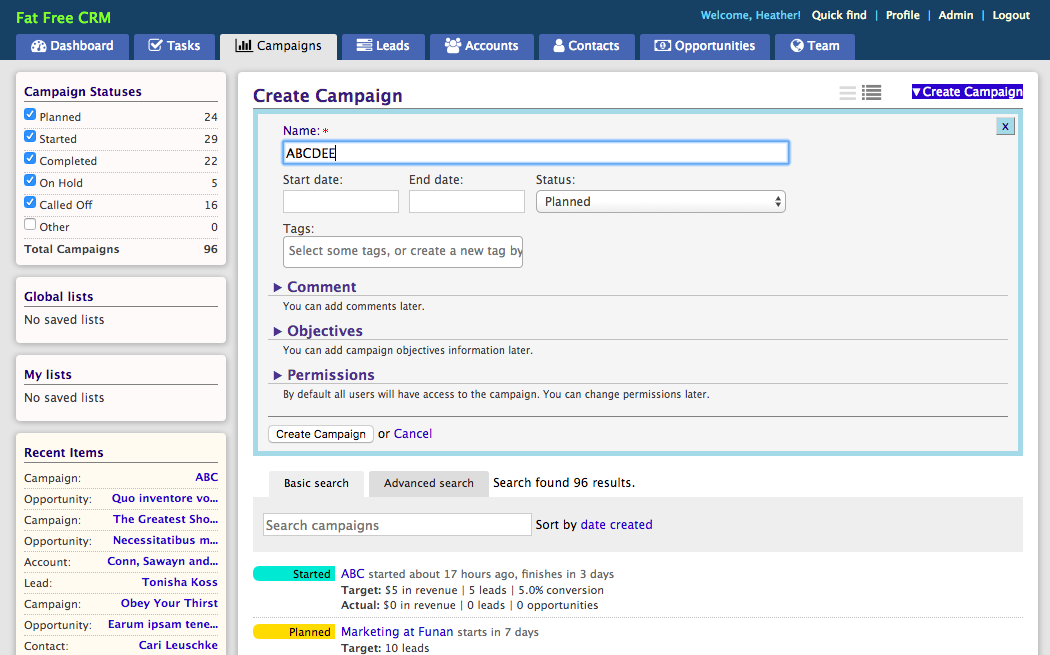 Fat Free CRM
Welcome, Heather! Quick find | Profile | Admin | Logout
Dashboard Tasks Campaigns Leads Accounts Contacts Opportunities Team
Campaign Statuses
Planned 24
Started 29
Completed 22
On Hold 5
Called Off 16
Other 0
Total Campaigns 96
Global lists
No saved lists
My lists
No saved lists
Recent Items
Campaign: ABC
Opportunity: Quo inventore vo...
Campaign: The Greatest Sho...
Opportunity: Necessitatibus m...
Account: Conn, Sawayn and...
Lead: Tonisha Koss
Campaign: Obey Your Thirst
Opportunity: Earum ipsam tene...
Contact: Cari Leuschke
Create Campaign
▼Create Campaign
x
Name: *
ABCDEE
Start date: End date: Status:
Planned
Tags:
Select some tags, or create a new tag by
► Comment
You can add comments later.
► Objectives
You can add campaign objectives information later.
► Permissions
By default all users will have access to the campaign. You can change permissions later.
Create Campaign or Cancel
Basic search Advanced search Search found 96 results.
Search campaigns Sort by date created
Started ABC started about 17 hours ago, finishes in 3 days
Target: $5 in revenue | 5 leads | 5.0% conversion
Actual: $0 in revenue | 0 leads | 0 opportunities
Planned Marketing at Funan starts in 7 days
Target: 10 leads